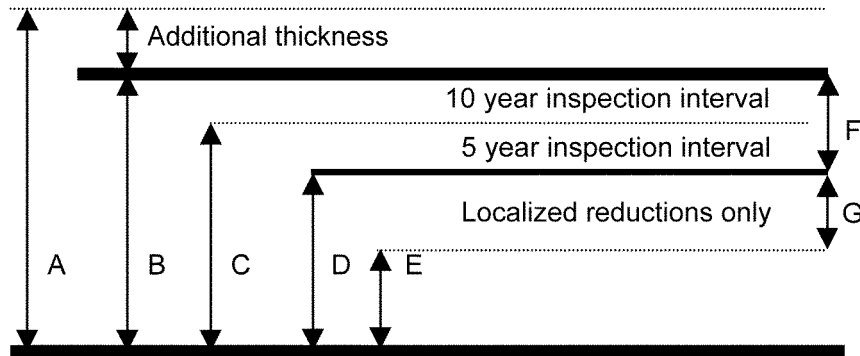 Additional thickness
10 year inspection interval
F
5 year inspection interval
Localized reductions only
G
A
B
C
D
E